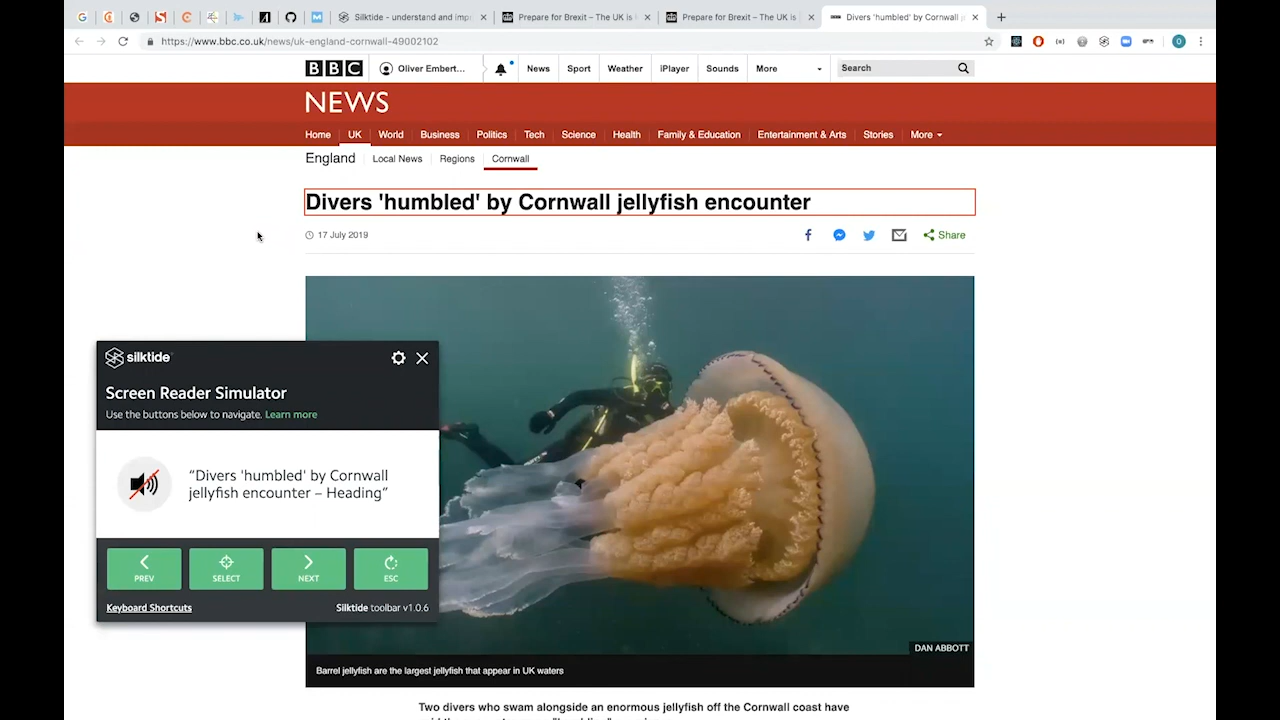 Silktide - understand and imp
Prepare for Brexit – The UK is l
Prepare for Brexit – The UK is
Divers 'humbled' by Cornwall j
https://www.bbc.co.uk/news/uk-england-cornwall-49002102
BBC
Oliver Embert...
News
Sport
Weather
iPlayer
Sounds
More
Search
NEWS
Home
UK
World
Business
Politics
Tech
Science
Health
Family & Education
Entertainment & Arts
Stories
More
England
Local News
Regions
Cornwall
Divers 'humbled' by Cornwall jellyfish encounter
17 July 2019
Share
silktide
Screen Reader Simulator
Use the buttons below to navigate. Learn more
“Divers 'humbled' by Cornwall
jellyfish encounter – Heading”
PREV
SELECT
NEXT
ESC
Keyboard Shortcuts
Silktide toolbar v1.0.6
DAN ABBOTT
Barrel jellyfish are the largest jellyfish that appear in UK waters
Two divers who swam alongside an enormous jellyfish off the Cornwall coast have